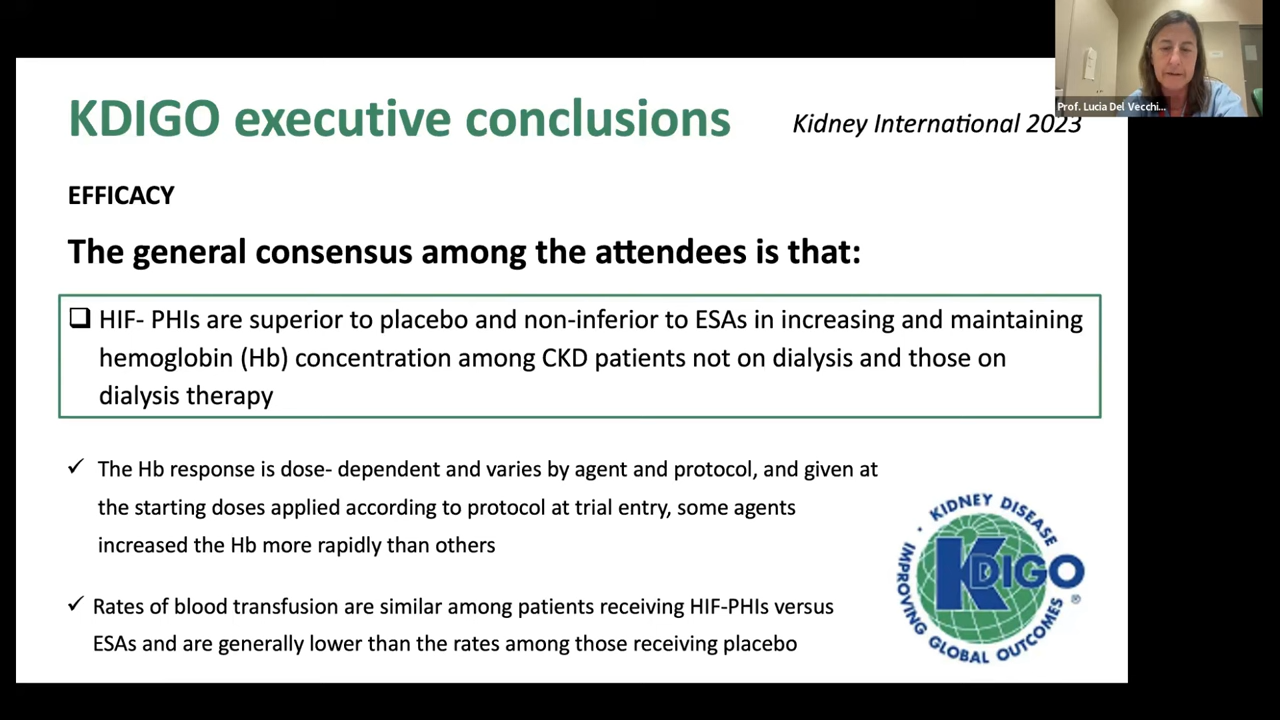 Prof. Lucia Del Vecchi...
KDIGO executive conclusions
Kidney International 2023
EFFICACY
The general consensus among the attendees is that:
HIF- PHIs are superior to placebo and non-inferior to ESAs in increasing and maintaining
hemoglobin (Hb) concentration among CKD patients not on dialysis and those on
dialysis therapy
The Hb response is dose- dependent and varies by agent and protocol, and given at
the starting doses applied according to protocol at trial entry, some agents
increased the Hb more rapidly than others
Rates of blood transfusion are similar among patients receiving HIF-PHIs versus
ESAs and are generally lower than the rates among those receiving placebo
KIDNEY DISEASE
KDIGO
®
IMPROVING GLOBAL OUTCOMES